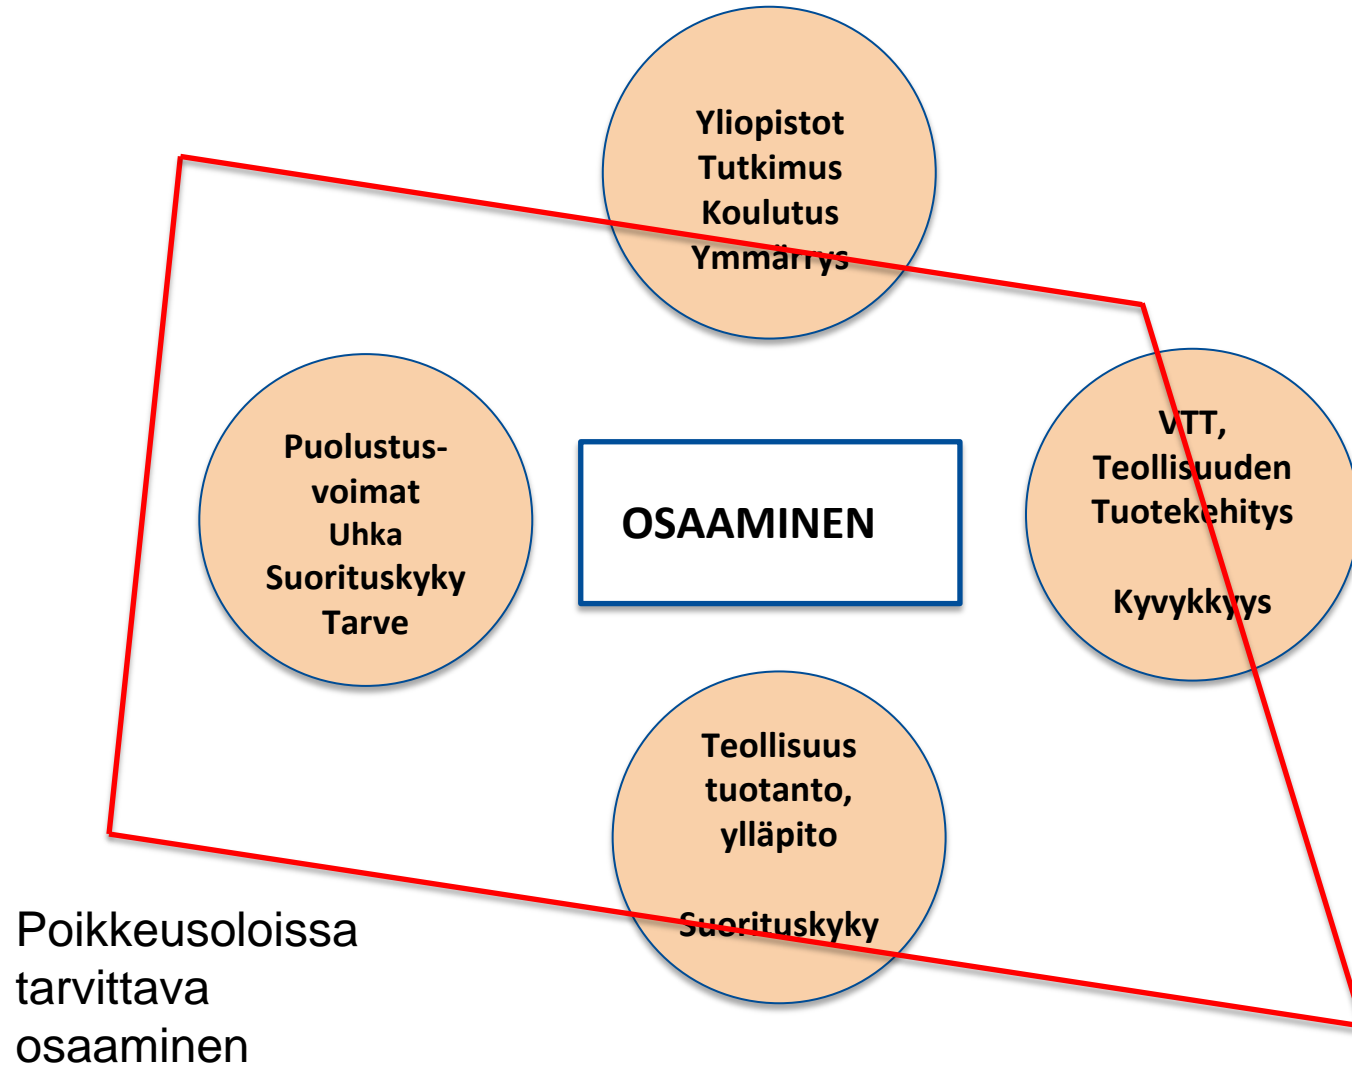 Yliopistot
Tutkimus
Koulutus
Ymmärrys
Puolustus-
voimat
Uhka
Suorituskyky
Tarve
OSAAMINEN
VTT,
Teollisuuden
Tuotekehitys
Kyvykkyys
Teollisuus
tuotanto,
ylläpito
Suorituskyky
Poikkeusoloissa
tarvittava
osaaminen